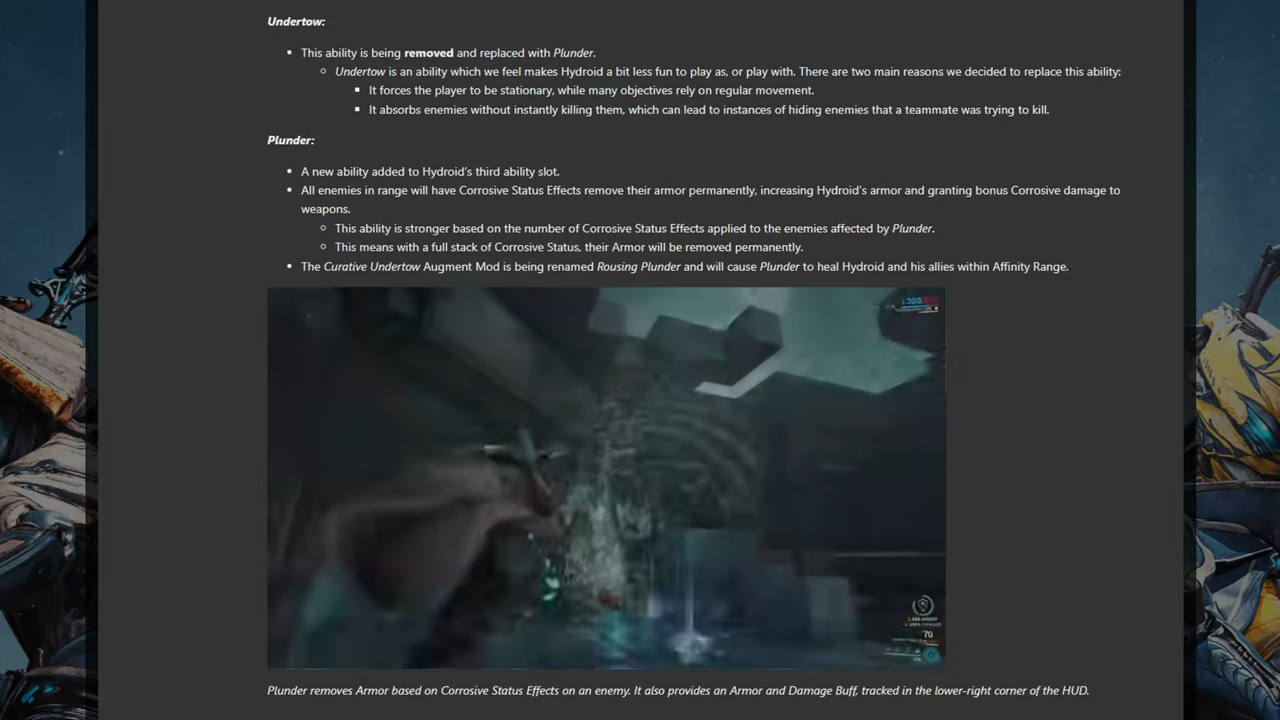 Undertow:
This ability is being removed and replaced with Plunder.
Undertow is an ability which we feel makes Hydroid a bit less fun to play as, or play with. There are two main reasons we decided to replace this ability:
It forces the player to be stationary, while many objectives rely on regular movement.
It absorbs enemies without instantly killing them, which can lead to instances of hiding enemies that a teammate was trying to kill.
Plunder:
A new ability added to Hydroid's third ability slot.
All enemies in range will have Corrosive Status Effects remove their armor permanently, increasing Hydroid's armor and granting bonus Corrosive damage to
weapons.
This ability is stronger based on the number of Corrosive Status Effects applied to the enemies affected by Plunder.
This means with a full stack of Corrosive Status, their Armor will be removed permanently.
The Curative Undertow Augment Mod is being renamed Rousing Plunder and will cause Plunder to heal Hydroid and his allies within Affinity Range.
70
Plunder removes Armor based on Corrosive Status Effects on an enemy. It also provides an Armor and Damage Buff, tracked in the lower-right corner of the HUD.